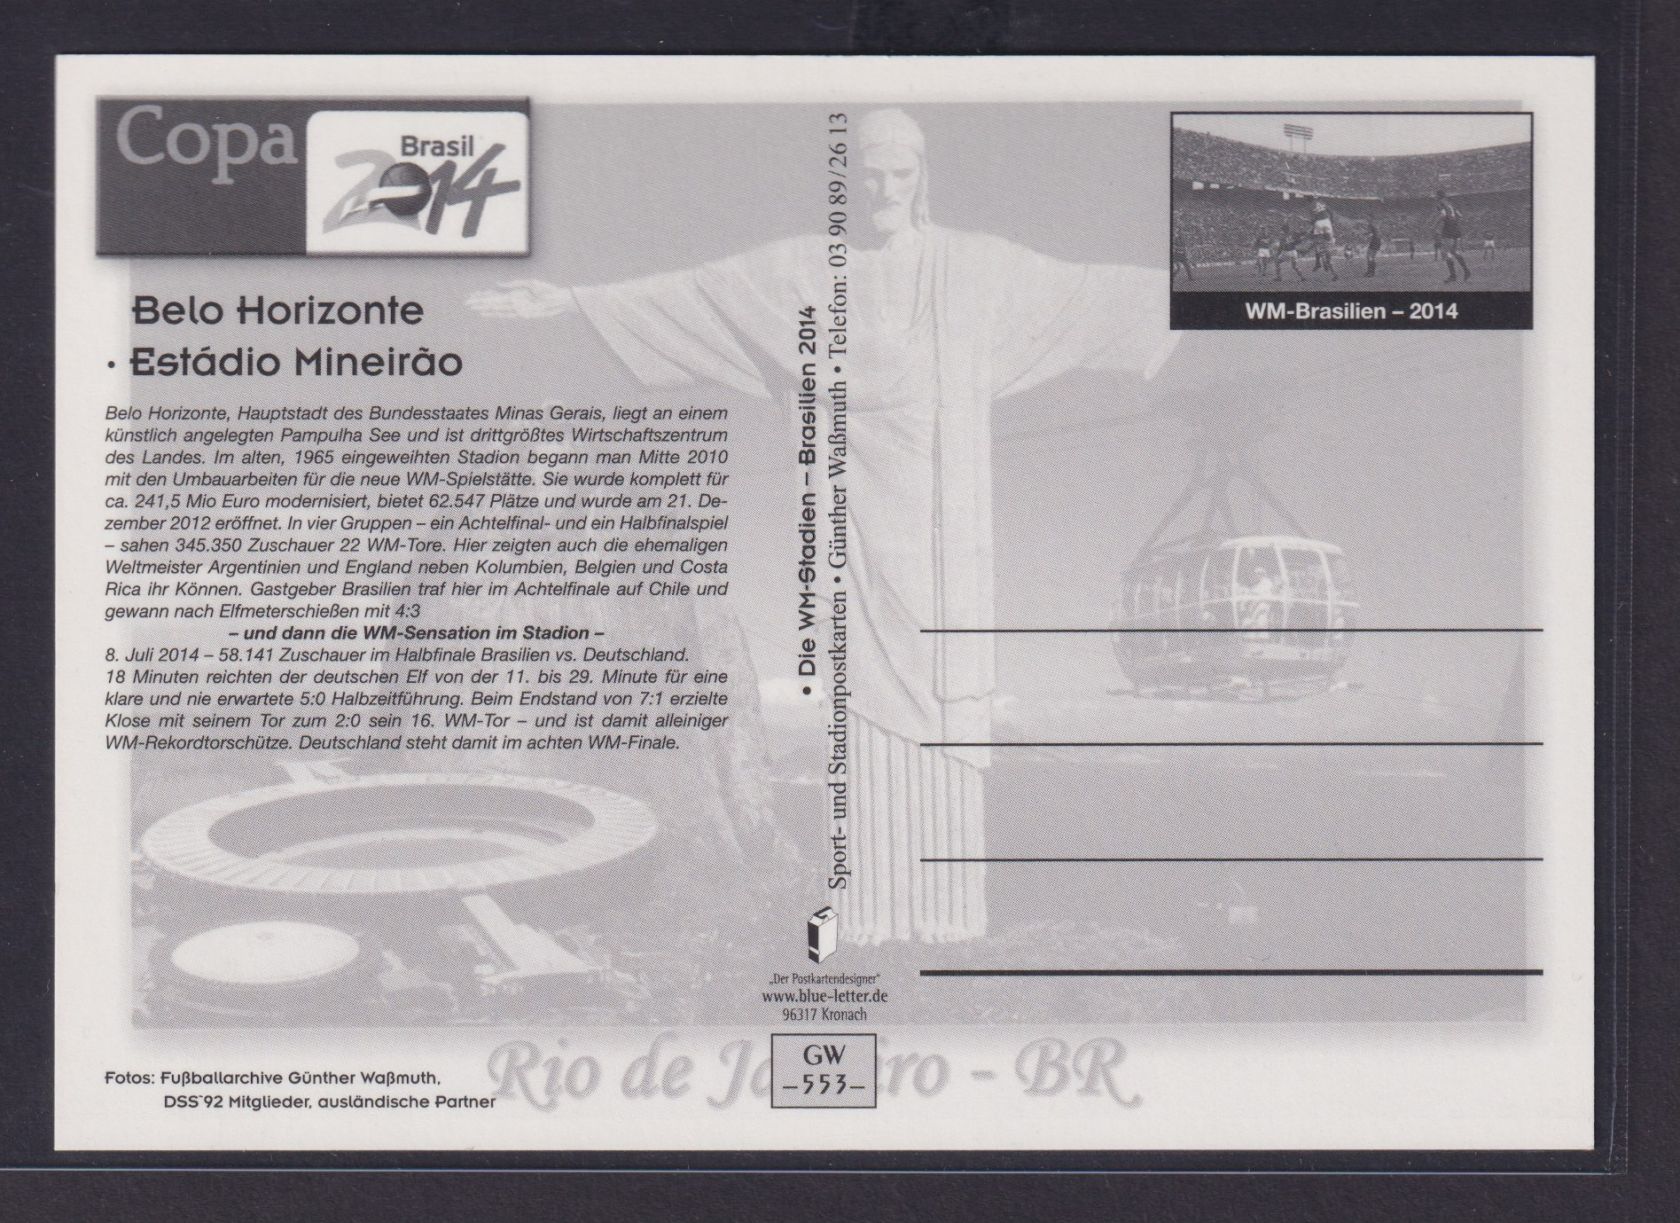 Copa
Brasil
2014
Belo Horizonte
· Estádio Mineirão
Belo Horizonte, Hauptstadt des Bundesstaates Minas Gerais, liegt an einem
künstlich angelegten Pampulha See und ist drittgrößtes Wirtschaftszentrum
des Landes. Im alten, 1965 eingeweihten Stadion begann man Mitte 2010
mit den Umbauarbeiten für die neue WM-Spielstätte. Sie wurde komplett für
ca. 241,5 Mio Euro modernisiert, bietet 62.547 Plätze und wurde am 21. De-
zember 2012 eröffnet. In vier Gruppen – ein Achtelfinal- und ein Halbfinalspiel
– sahen 345.350 Zuschauer 22 WM-Tore. Hier zeigten auch die ehemaligen
Weltmeister Argentinien und England neben Kolumbien, Belgien und Costa
Rica ihr Können. Gastgeber Brasilien traf hier im Achtelfinale auf Chile und
gewann nach Elfmeterschießen mit 4:3
– und dann die WM-Sensation im Stadion –
8. Juli 2014 – 58.141 Zuschauer im Halbfinale Brasilien vs. Deutschland.
18 Minuten reichten der deutschen Elf von der 11. bis 29. Minute für eine
klare und nie erwartete 5:0 Halbzeitführung. Beim Endstand von 7:1 erzielte
Klose mit seinem Tor zum 2:0 sein 16. WM-Tor – und ist damit alleiniger
WM-Rekordtorschütze. Deutschland steht damit im achten WM-Finale.
Fotos: Fußballarchive Günther Waßmuth,
DSS`92 Mitglieder, ausländische Partner
• Die WM-Stadien – Brasilien 2014
Sport- und Stadionpostkarten • Günther Waßmuth • Telefon: 03 90 89/26 13
„Der Postkartendesigner"
www.blue-letter.de
96317 Kronach
GW
–553–
WM-Brasilien – 2014
Rio de Ja iro - BR